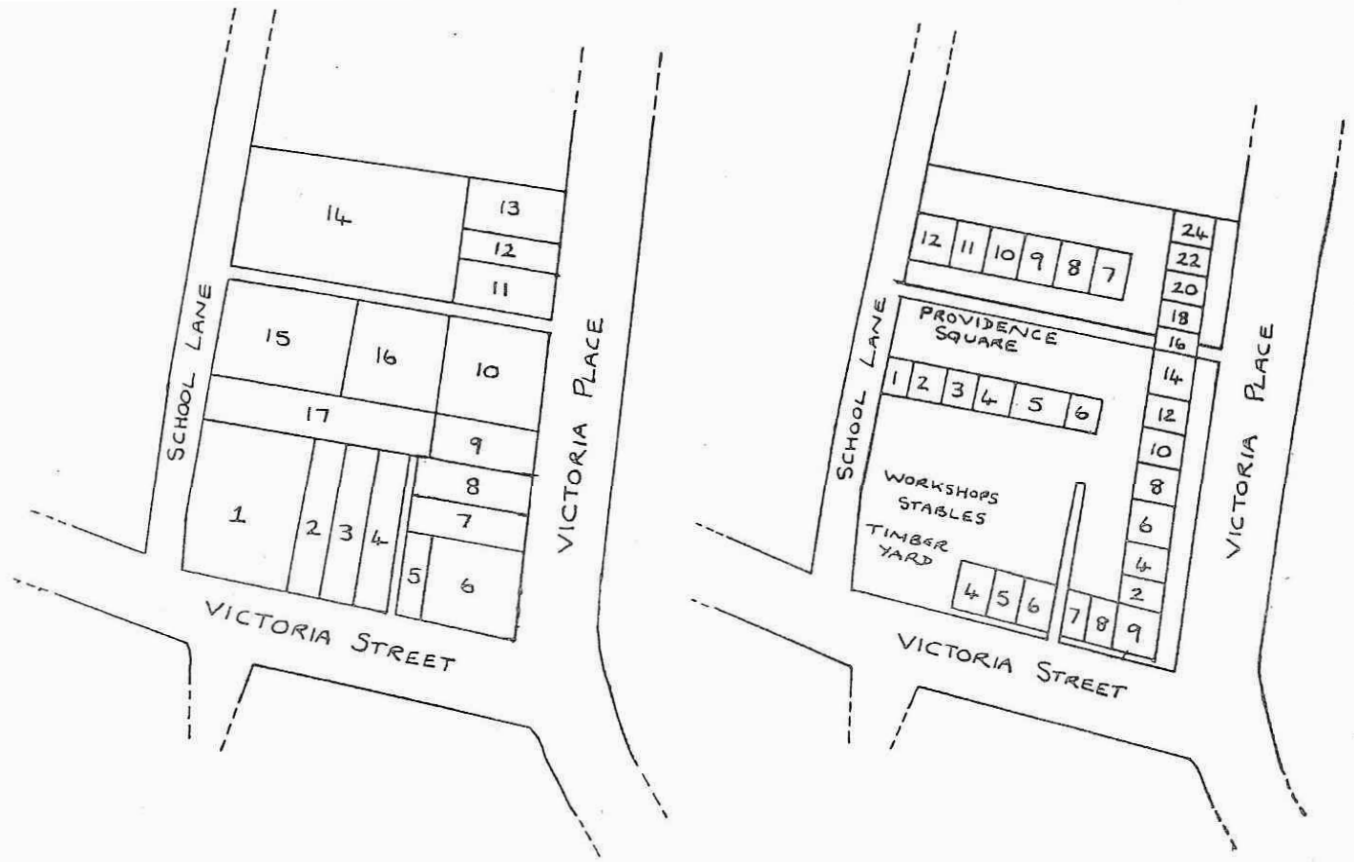 14
13
12
11
15
16
10
17
9
8
7
1
2
3
4
5
6
SCHOOL LANE
VICTORIA PLACE
VICTORIA STREET
24
22
20
18
16
14
12
10
8
6
4
2
12 11 10 9 8 7
PROVIDENCE
SQUARE
1 2 3 4 5 6
WORKSHOPS
STABLES
TIMBER
YARD
4 5 6
7 8 9
SCHOOL LANE
VICTORIA PLACE
VICTORIA STREET